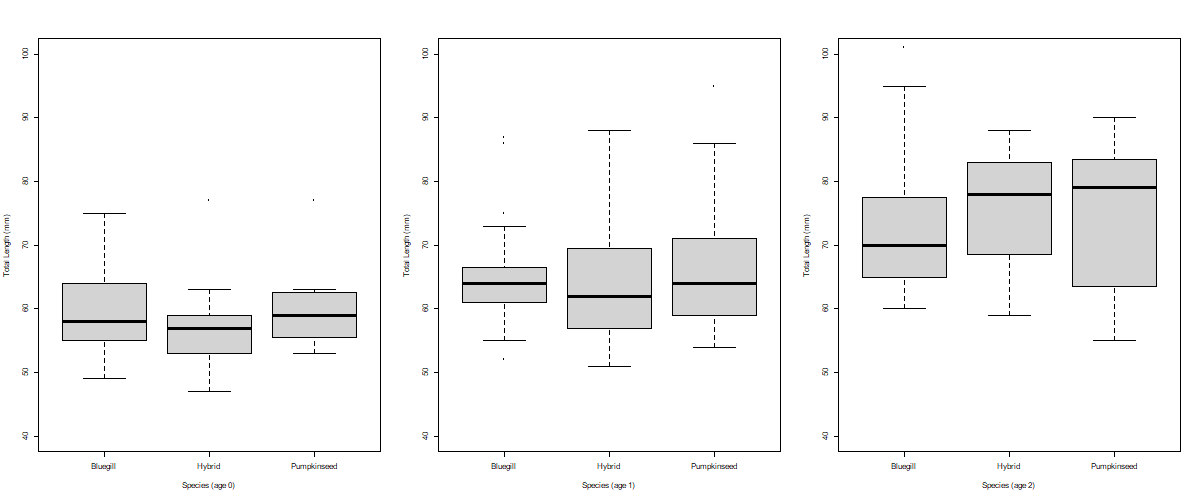 Total Length (mm)
100
90
80
70
60
50
40
Bluegill Hybrid Pumpkinseed
Species (age 0)
Total Length (mm)
100
90
80
70
60
50
40
Bluegill Hybrid Pumpkinseed
Species (age 1)
Total Length (mm)
100
90
80
70
60
50
40
Bluegill Hybrid Pumpkinseed
Species (age 2)